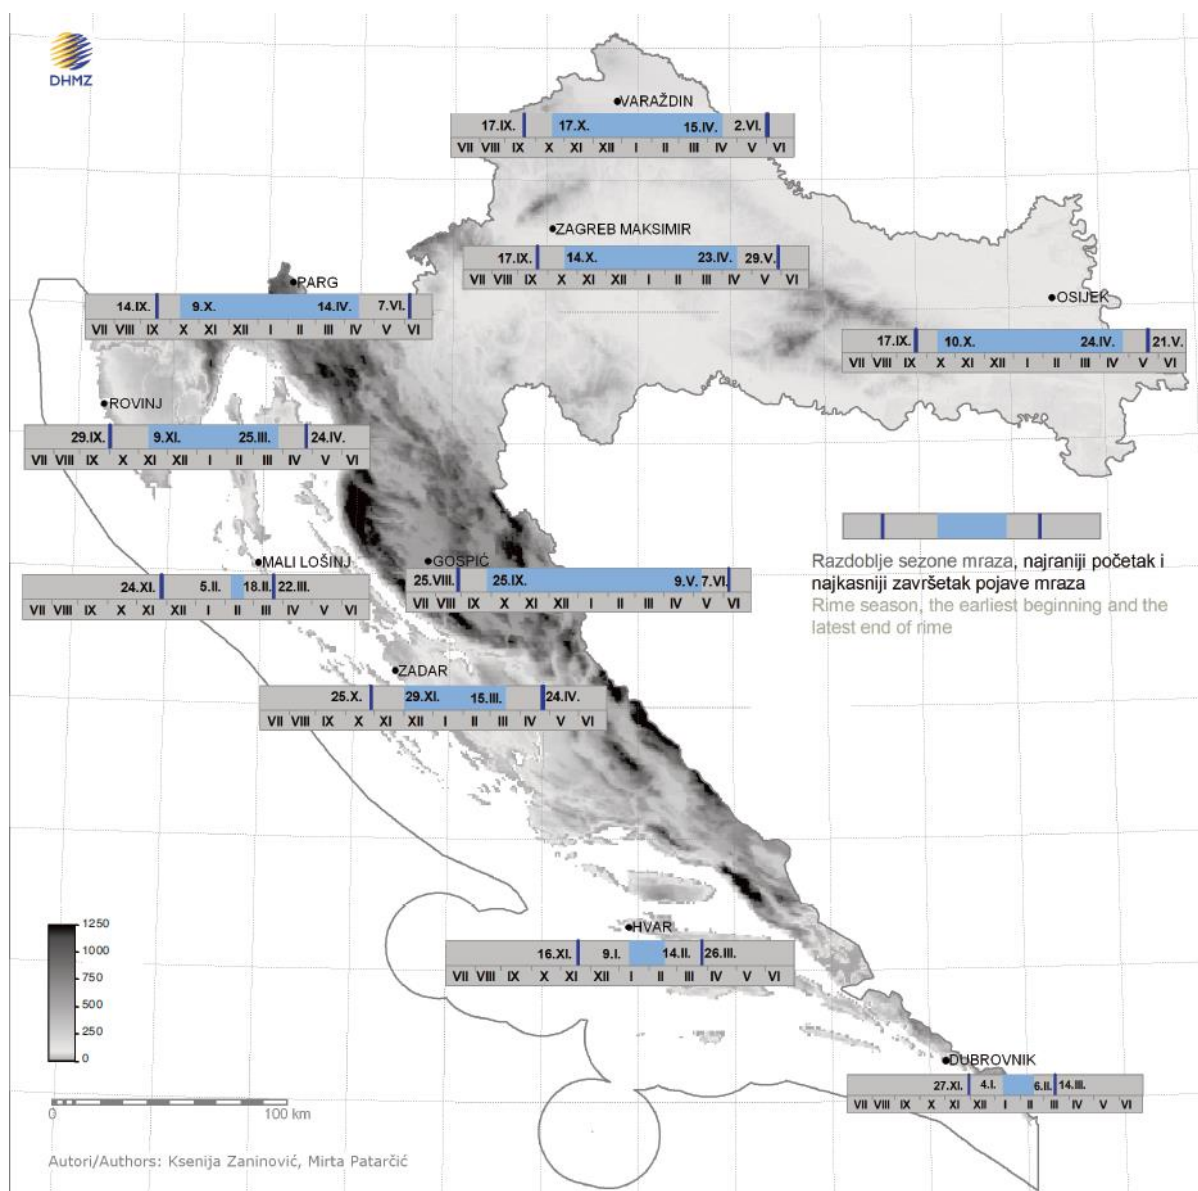 DHMZ
VARAŽDIN
17.IX. 17.X. 15.IV. 2.VI.
VII VIII IX X XI XII I II III IV V VI
ZAGREB MAKSIMIR
17.IX. 14.X. 23.IV. 29.V.
VII VIII IX X XI XII I II III IV V VI
PARG
14.IX. 9.X. 14.IV. 7.VI.
VII VIII IX X XI XII I II III IV V VI
OSIJEK
17.IX. 10.X. 24.IV. 21.V.
VII VIII IX X XI XII I II III IV V VI
ROVINJ
29.IX. 9.XI. 25.III. 24.IV.
VII VIII IX X XI XII I II III IV V VI
MALI LOŠINJ
24.XI. 5.II. 18.II. 22.III.
VII VIII IX X XI XII I II III IV V VI
GOSPIĆ
25.VIII. 25.IX. 9.V. 7.VI.
VII VIII IX X XI XII I II III IV V VI
Razdoblje sezone mraza, najraniji početak i
najkasniji završetak pojave mraza
Rime season, the earliest beginning and the
latest end of rime
ZADAR
25.X. 29.XI. 15.III. 24.IV.
VII VIII IX X XI XII I II III IV V VI
HVAR
16.XI. 9.I. 14.II. 26.III.
VII VIII IX X XI XII I II III IV V VI
DUBROVNIK
27.XI. 4.I. 6.II. 14.III.
VII VIII IX X XI XII I II III IV V VI
1250
1000
750
500
250
0
0 100 km
Autori/Authors: Ksenija Zaninović, Mirta Patarčić